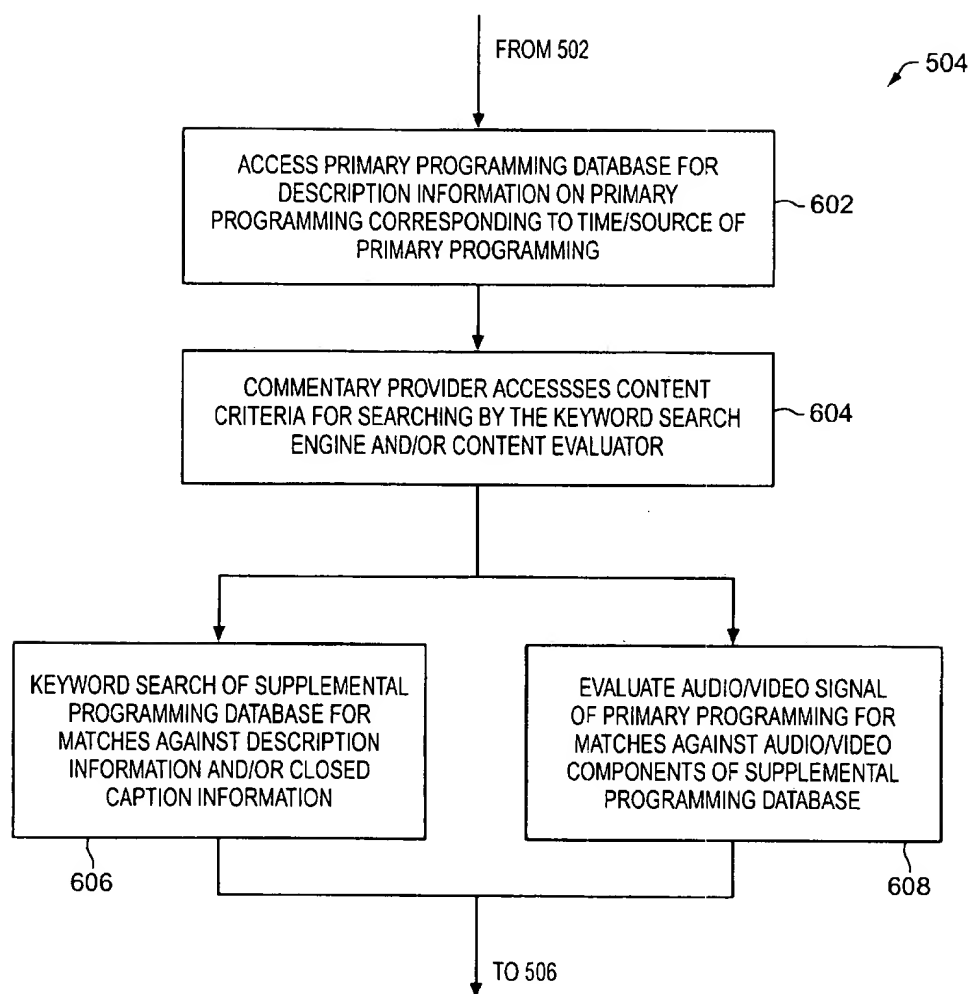 FROM 502
504
ACCESS PRIMARY PROGRAMMING DATABASE FOR
DESCRIPTION INFORMATION ON PRIMARY
PROGRAMMING CORRESPONDING TO TIME/SOURCE OF
PRIMARY PROGRAMMING
602
COMMENTARY PROVIDER ACCESSSES CONTENT
CRITERIA FOR SEARCHING BY THE KEYWORD SEARCH
ENGINE AND/OR CONTENT EVALUATOR
604
KEYWORD SEARCH OF SUPPLEMENTAL
PROGRAMMING DATABASE FOR
MATCHES AGAINST DESCRIPTION
INFORMATION AND/OR CLOSED
CAPTION INFORMATION
606
EVALUATE AUDIO/VIDEO SIGNAL
OF PRIMARY PROGRAMMING FOR
MATCHES AGAINST AUDIO/VIDEO
COMPONENTS OF SUPPLEMENTAL
PROGRAMMING DATABASE
608
TO 506